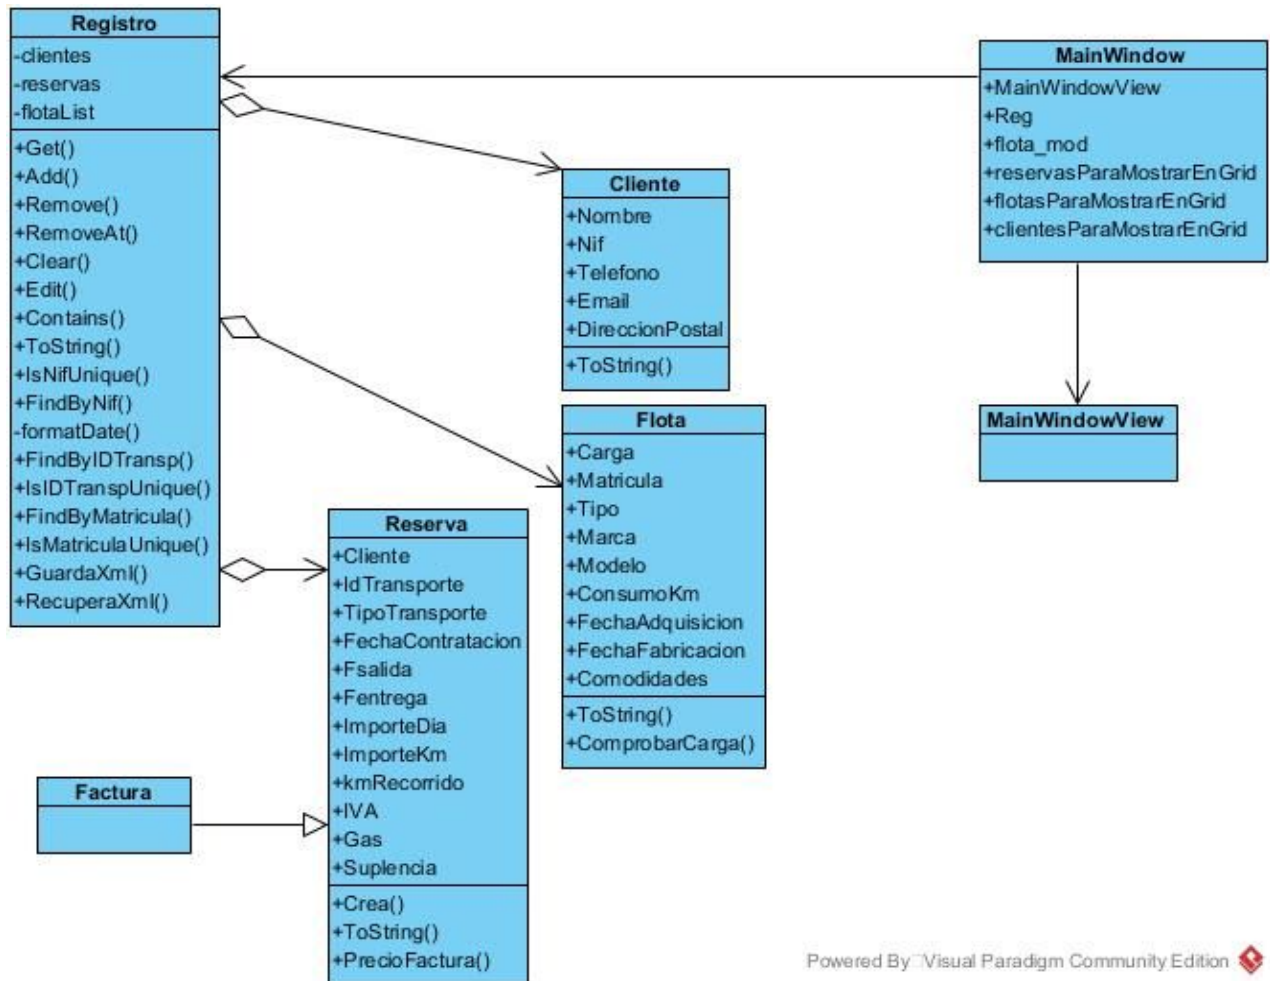 Registro
-clientes
-reservas
-flotaList
+Get()
+Add()
+Remove()
+RemoveAt()
+Clear()
+Edit()
+Contains()
+ToString()
+IsNifUnique()
+FindByNif()
-formatDate()
+FindByIDTransp()
+IsIDTranspUnique()
+FindByMatricula()
+IsMatriculaUnique()
+GuardaXml()
+RecuperaXml()
MainWindow
+MainWindowView
+Reg
+flota_mod
+reservasParaMostrarEnGrid
+flotasParaMostrarEnGrid
+clientesParaMostrarEnGrid
Cliente
+Nombre
+Nif
+Telefono
+Email
+DireccionPostal
+ToString()
MainWindowView
Flota
+Carga
+Matricula
+Tipo
+Marca
+Modelo
+ConsumoKm
+FechaAdquisicion
+FechaFabricacion
+Comodidades
+ToString()
+ComprobarCarga()
Reserva
+Cliente
+IdTransporte
+TipoTransporte
+FechaContratacion
+Fsalida
+Fentrega
+ImporteDia
+ImporteKm
+kmRecorrido
+IVA
+Gas
+Suplencia
+Crea()
+ToString()
+PrecioFactura()
Factura
Powered By Visual Paradigm Community Edition